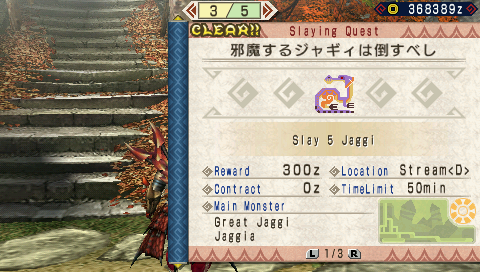 3 / 5
368389z
CLEAR!!
Slaying Quest
邪魔するジャギィは倒すべし
Slay 5 Jaggi
Reward 300z
Location Stream<D>
Contract 0z
TimeLimit 50min
Main Monster
Great Jaggi
Jaggia
L 1/3 R